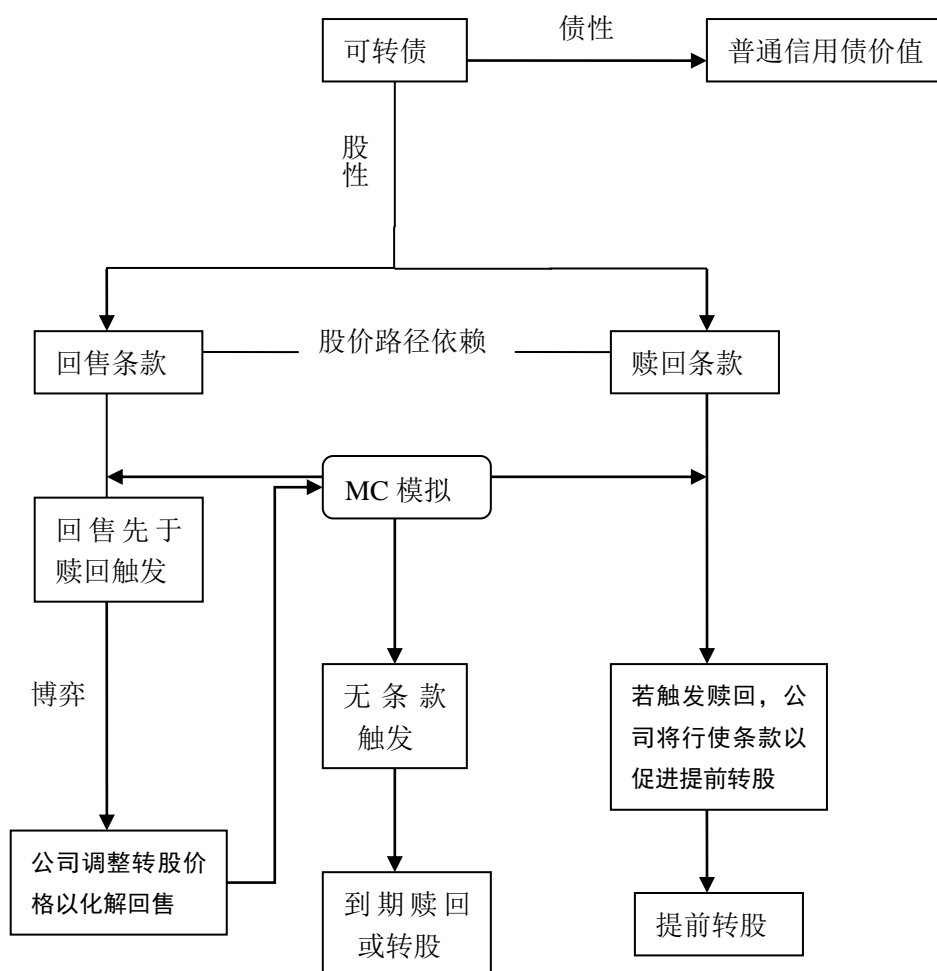 债性
可转债
普通信用债价值
股
性
股价路径依赖
回售条款
赎回条款
MC 模拟
回售先于
赎回触发
博弈
无条款
触发
若触发赎回，公
司将行使条款以
促进提前转股
公司调整转股价
格以化解回售
到期赎回
或转股
提前转股